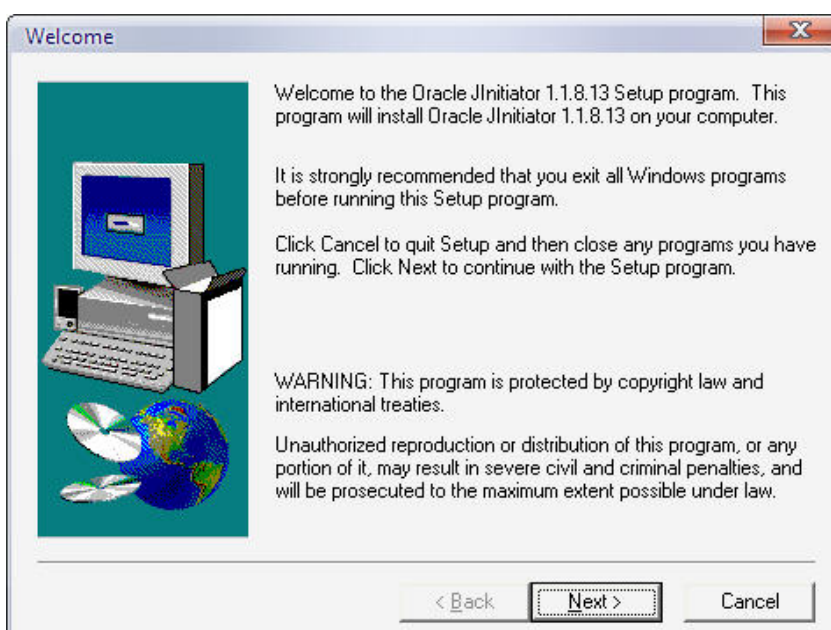 Welcome
Welcome to the Oracle JInitiator 1.1.8.13 Setup program. This
program will install Oracle JInitiator 1.1.8.13 on your computer.
It is strongly recommended that you exit all Windows programs
before running this Setup program.
Click Cancel to quit Setup and then close any programs you have
running. Click Next to continue with the Setup program.
WARNING: This program is protected by copyright law and
international treaties.
Unauthorized reproduction or distribution of this program, or any
portion of it, may result in severe civil and criminal penalties, and
will be prosecuted to the maximum extent possible under law.
< Back Next > Cancel